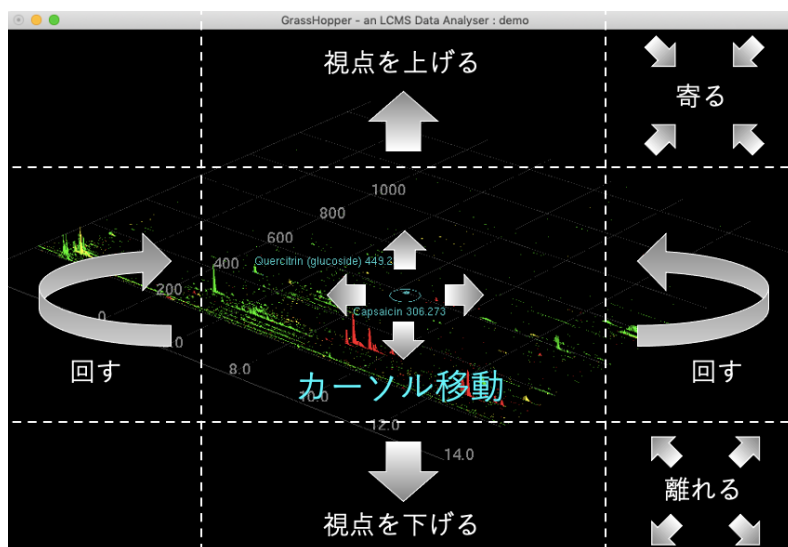 GrassHopper - an LCMS Data Analyser : demo
視点を上げる
寄る
1000
800
600
Quercitrin (glucoside) 449.2
400
200
Capsaicin 306.273
0
回す
8.0
カーソル移動
回す
10.0
12.0
14.0
離れる
視点を下げる